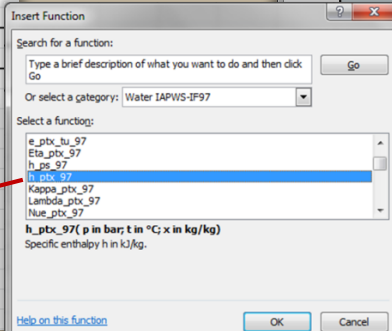 Insert Function
?
Search for a function:
Type a brief description of what you want to do and then click
Go
Go
Or select a category: Water IAPWS-IF97
Select a function:
e_ptx_tu_97
Eta_ptx_97
h_ps_97
h_ptx_97
Kappa_ptx_97
Lambda_ptx_97
Nue_ptx_97
h_ptx_97( p in bar; t in °C; x in kg/kg)
Specific enthalpy h in kJ/kg.
Help on this function
OK Cancel